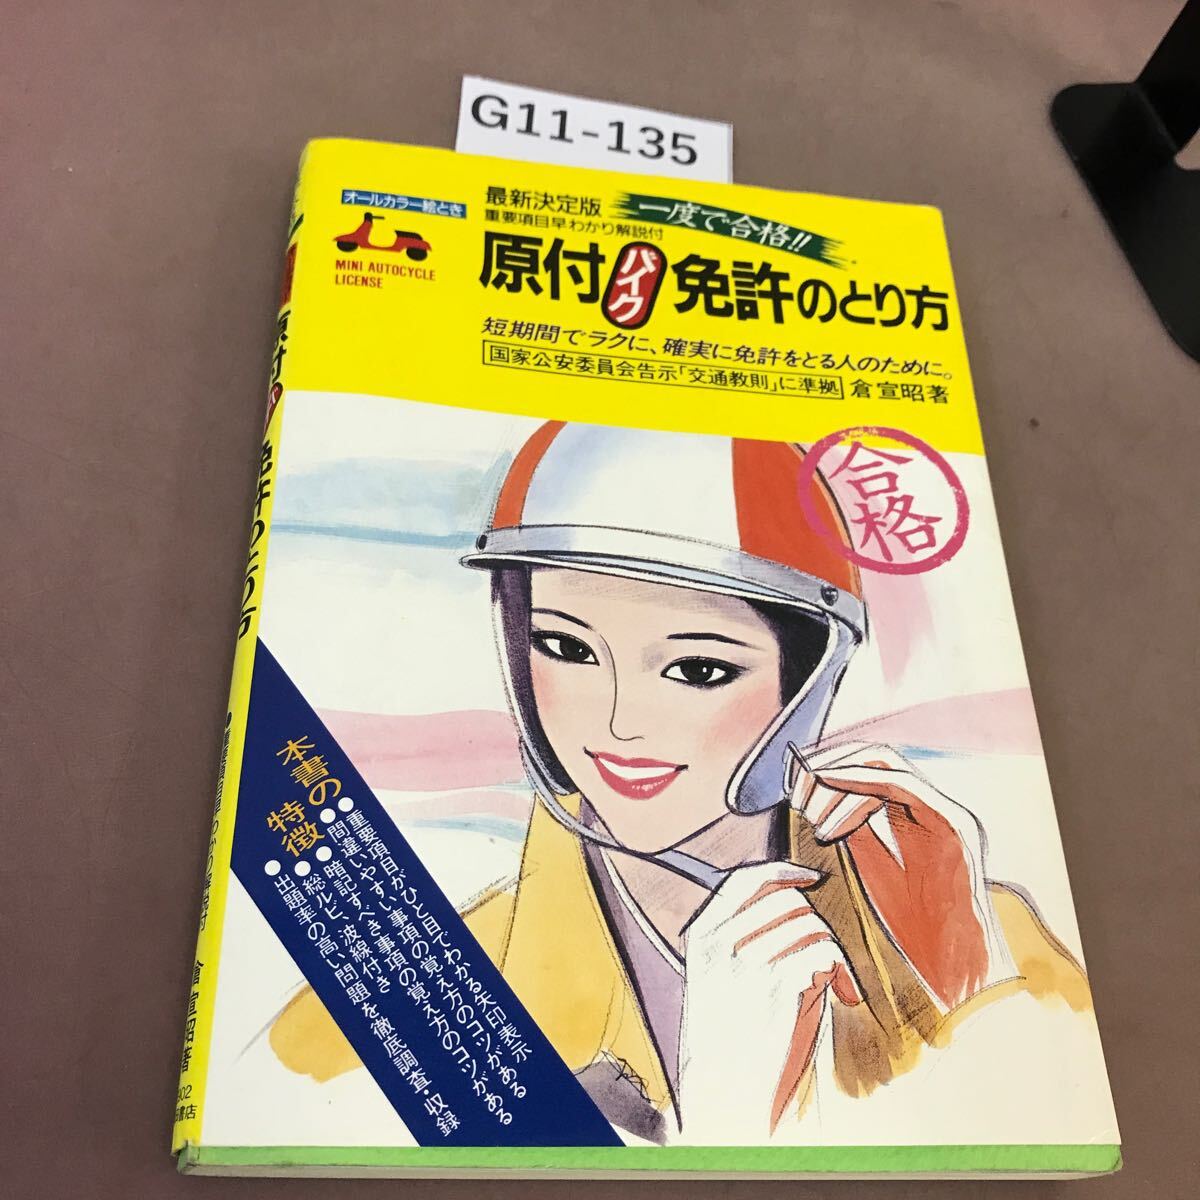 G11-135
オールカラー絵とき
MINI AUTOCYCLE
LICENSE
最新決定版
重要項目早わかり解説付
一度で合格!!
原付バイク免許のとり方
短期間でラクに、確実に免許をとる人のために。
国家公安委員会告示「交通教則」に準拠
倉宣昭著
合格
本書の特徴
●重要項目がひと目でわかる矢印表示
●間違いやすい事項の覚え方のコツがある
●暗記すべき事項の覚え方のコツがある
●総ルビ、波線付き
●出題率の高い問題を徹底調査・収録
倉宣昭著
902
書店